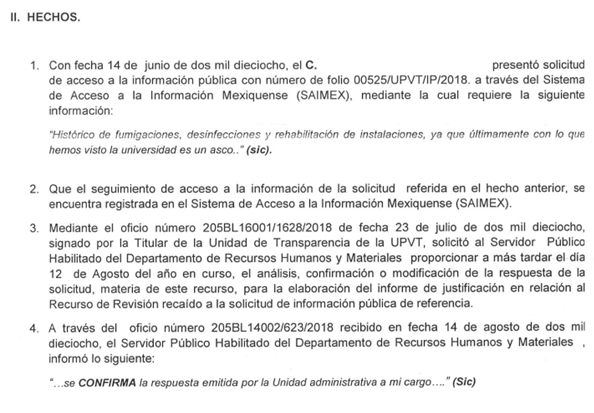 II. HECHOS.
1. Con fecha 14 de junio de dos mil dieciocho, el C. presentó solicitud
de acceso a la información pública con número de folio 00525/UPVT/IP/2018. a través del Sistema
de Acceso a la Información Mexiquense (SAIMEX), mediante la cual requiere la siguiente
información:
"Histórico de fumigaciones, desinfecciones y rehabilitación de instalaciones, ya que últimamente con lo que
hemos visto la universidad es un asco.." (sic).
2. Que el seguimiento de acceso a la información de la solicitud referida en el hecho anterior, se
encuentra registrada en el Sistema de Acceso a la Información Mexiquense (SAIMEX).
3. Mediante el oficio número 205BL16001/1628/2018 de fecha 23 de julio de dos mil dieciocho,
signado por la Titular de la Unidad de Transparencia de la UPVT, solicitó al Servidor Público
Habilitado del Departamento de Recursos Humanos y Materiales proporcionar a más tardar el día
12 de Agosto del año en curso, el análisis, confirmación o modificación de la respuesta de la
solicitud, materia de este recurso, para la elaboración del informe de justificación en relación al
Recurso de Revisión recaído a la solicitud de información pública de referencia.
4. A través del oficio número 205BL14002/623/2018 recibido en fecha 14 de agosto de dos mil
dieciocho, el Servidor Público Habilitado del Departamento de Recursos Humanos y Materiales ,
informó lo siguiente:
"…se CONFIRMA la respuesta emitida por la Unidad administrativa a mi cargo…." (Sic)